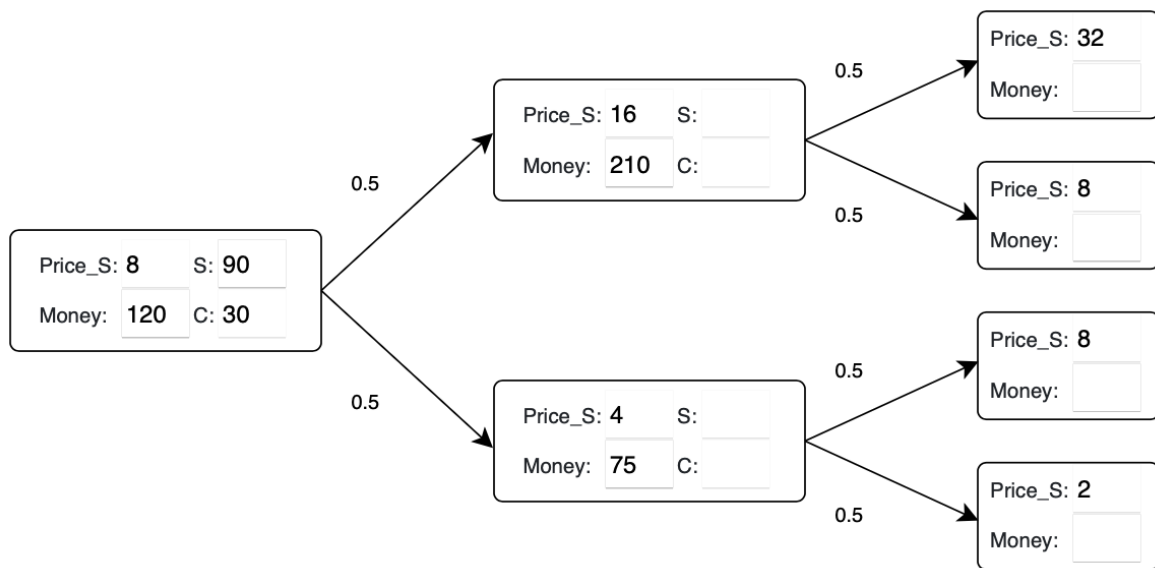 Price_S: 8 S: 90
Money: 120 C: 30
0.5
0.5
Price_S: 16 S:
Money: 210 C:
Price_S: 4 S:
Money: 75 C:
0.5
0.5
0.5
0.5
Price_S: 32
Money:
Price_S: 8
Money:
Price_S: 8
Money:
Price_S: 2
Money: